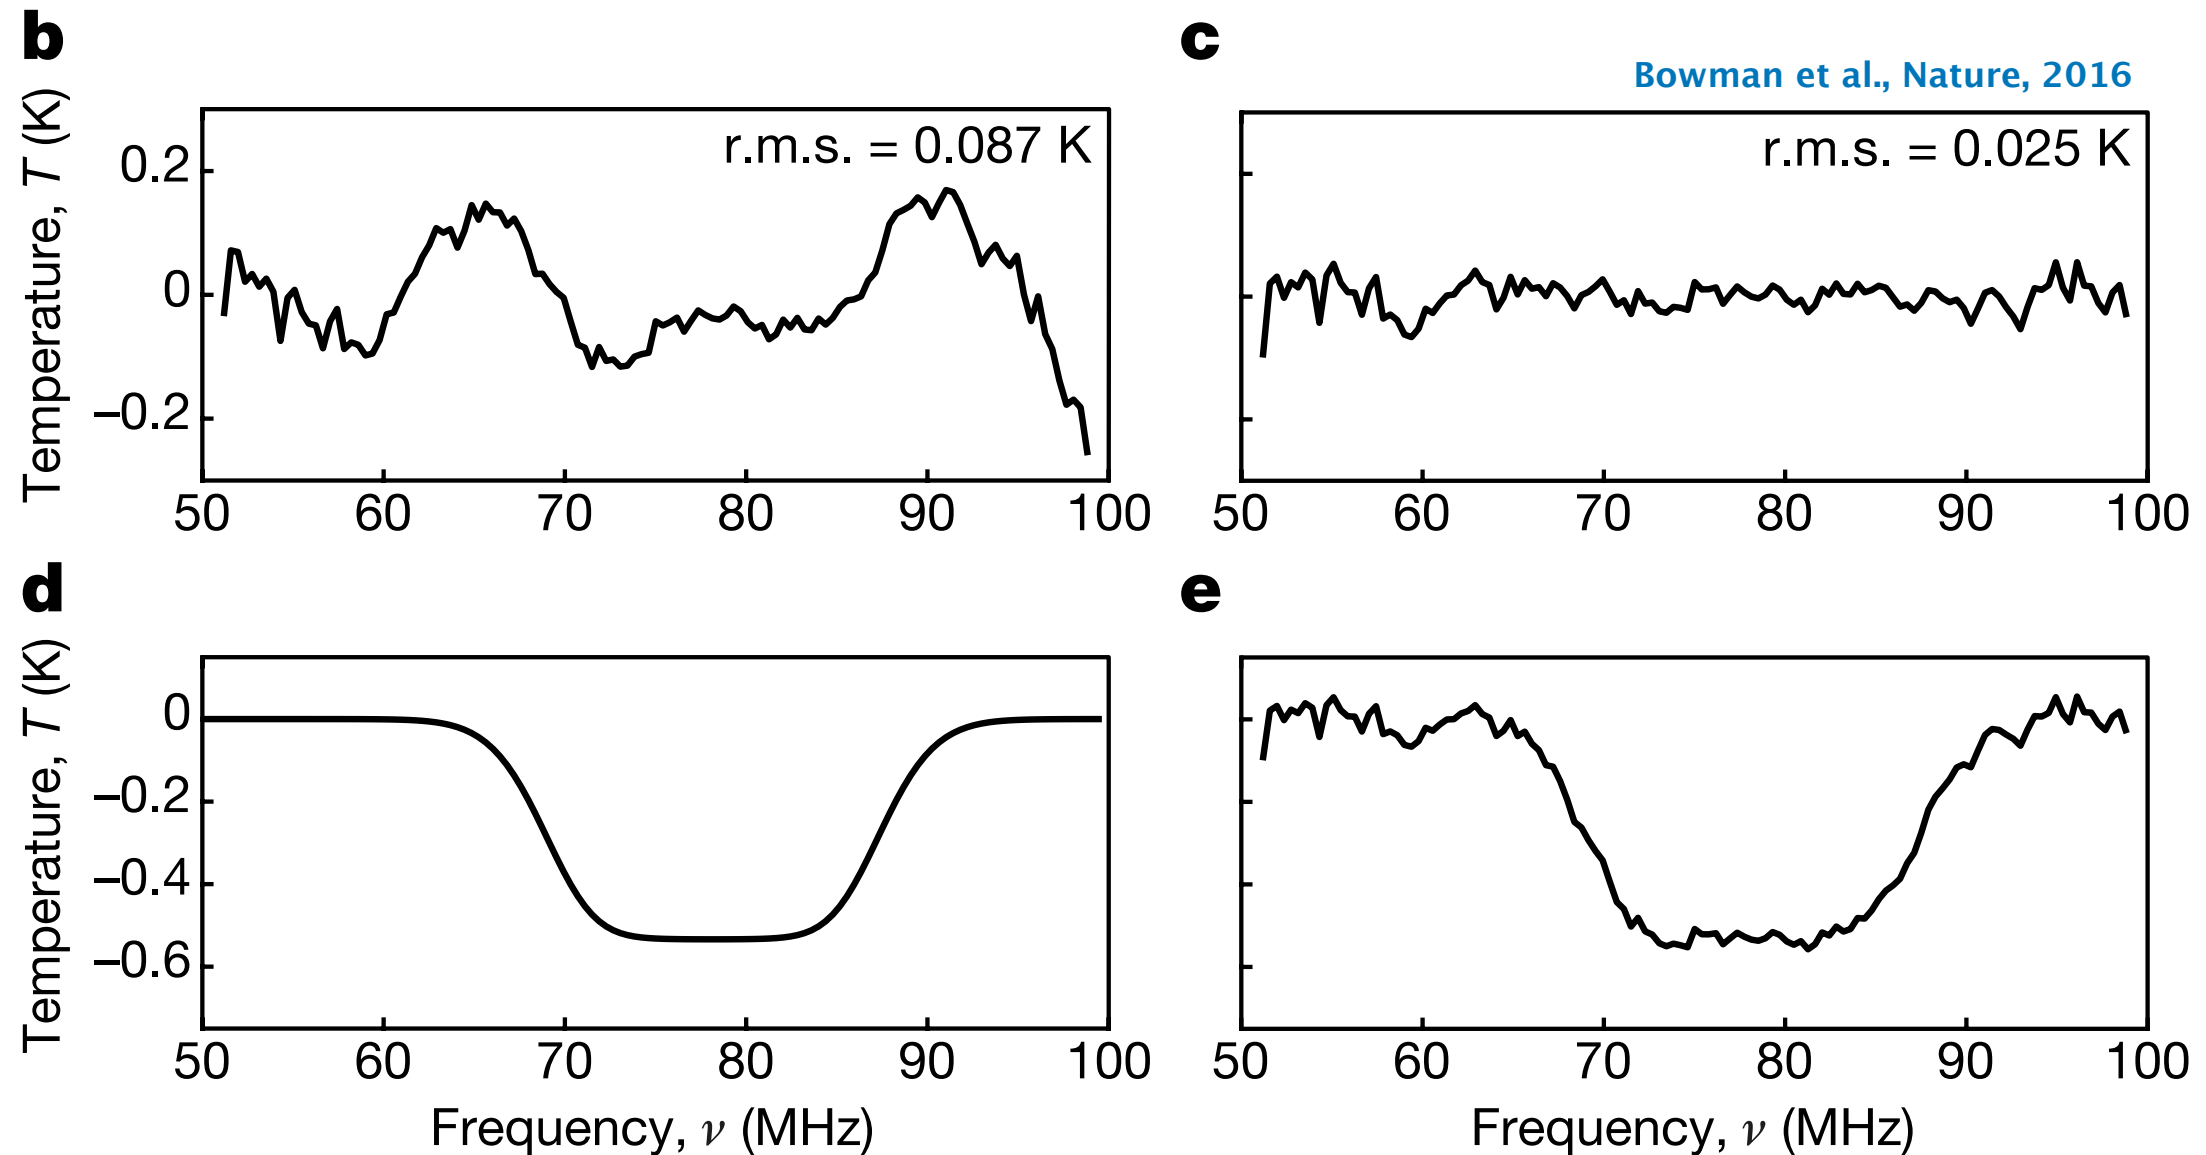 b
c
Bowman et al., Nature, 2016
Temperature, T (K)
r.m.s. = 0.087 K
0.2
0
–0.2
50 60 70 80 90 100
r.m.s. = 0.025 K
50 60 70 80 90 100
d
e
Temperature, T (K)
0
–0.2
–0.4
–0.6
50 60 70 80 90 100
Frequency, ν (MHz)
50 60 70 80 90 100
Frequency, ν (MHz)